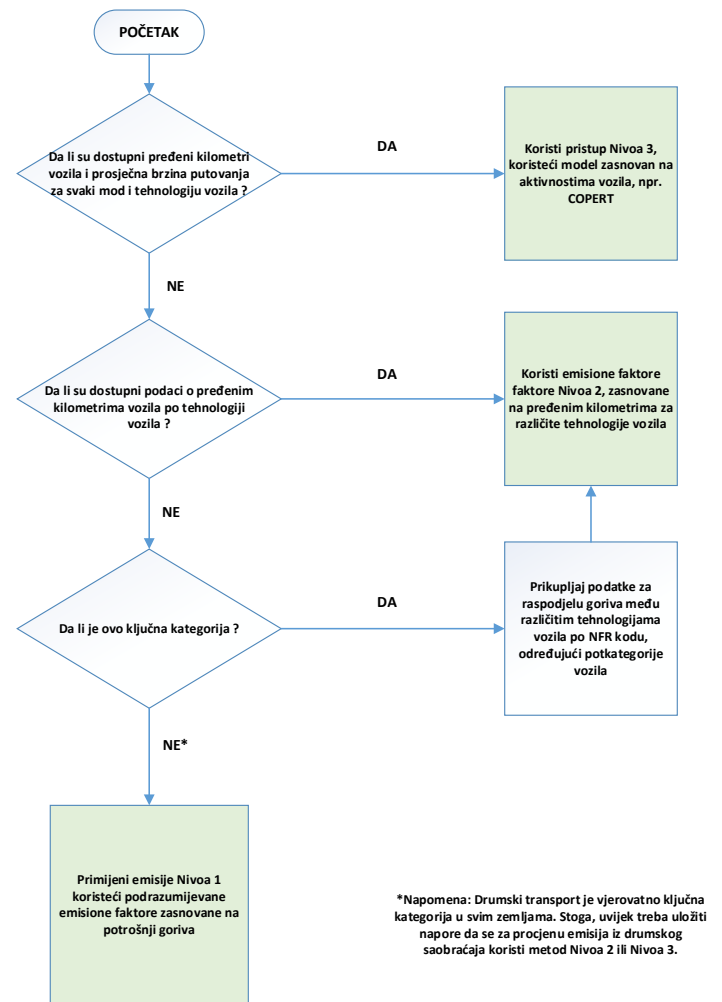 POČETAK
Da li su dostupni pređeni kilometri
vozila i prosječna brzina putovanja
za svaki mod i tehnologiju vozila ?
DA
Koristi pristup Nivoa 3,
koristeći model zasnovan na
aktivnostima vozila, npr.
COPERT
NE
Da li su dostupni podaci o pređenim
kilometrima vozila po tehnologiji
vozila ?
DA
Koristi emisione faktore
faktore Nivoa 2, zasnovane
na pređenim kilometrima za
različite tehnologije vozila
NE
Da li je ovo ključna kategorija ?
DA
Prikupljaj podatke za
raspodjelu goriva među
različitim tehnologijama
vozila po NFR kodu,
određujući potkategorije
vozila
NE*
Primijeni emisije Nivoa 1
koristeći podrazumijevane
emisione faktore zasnovane na
potrošnji goriva
*Napomena: Drumski transport je vjerovatno ključna
kategorija u svim zemljama. Stoga, uvijek treba uložiti
napore da se za procjenu emisija iz drumskog
saobraćaja koristi metod Nivoa 2 ili Nivoa 3.